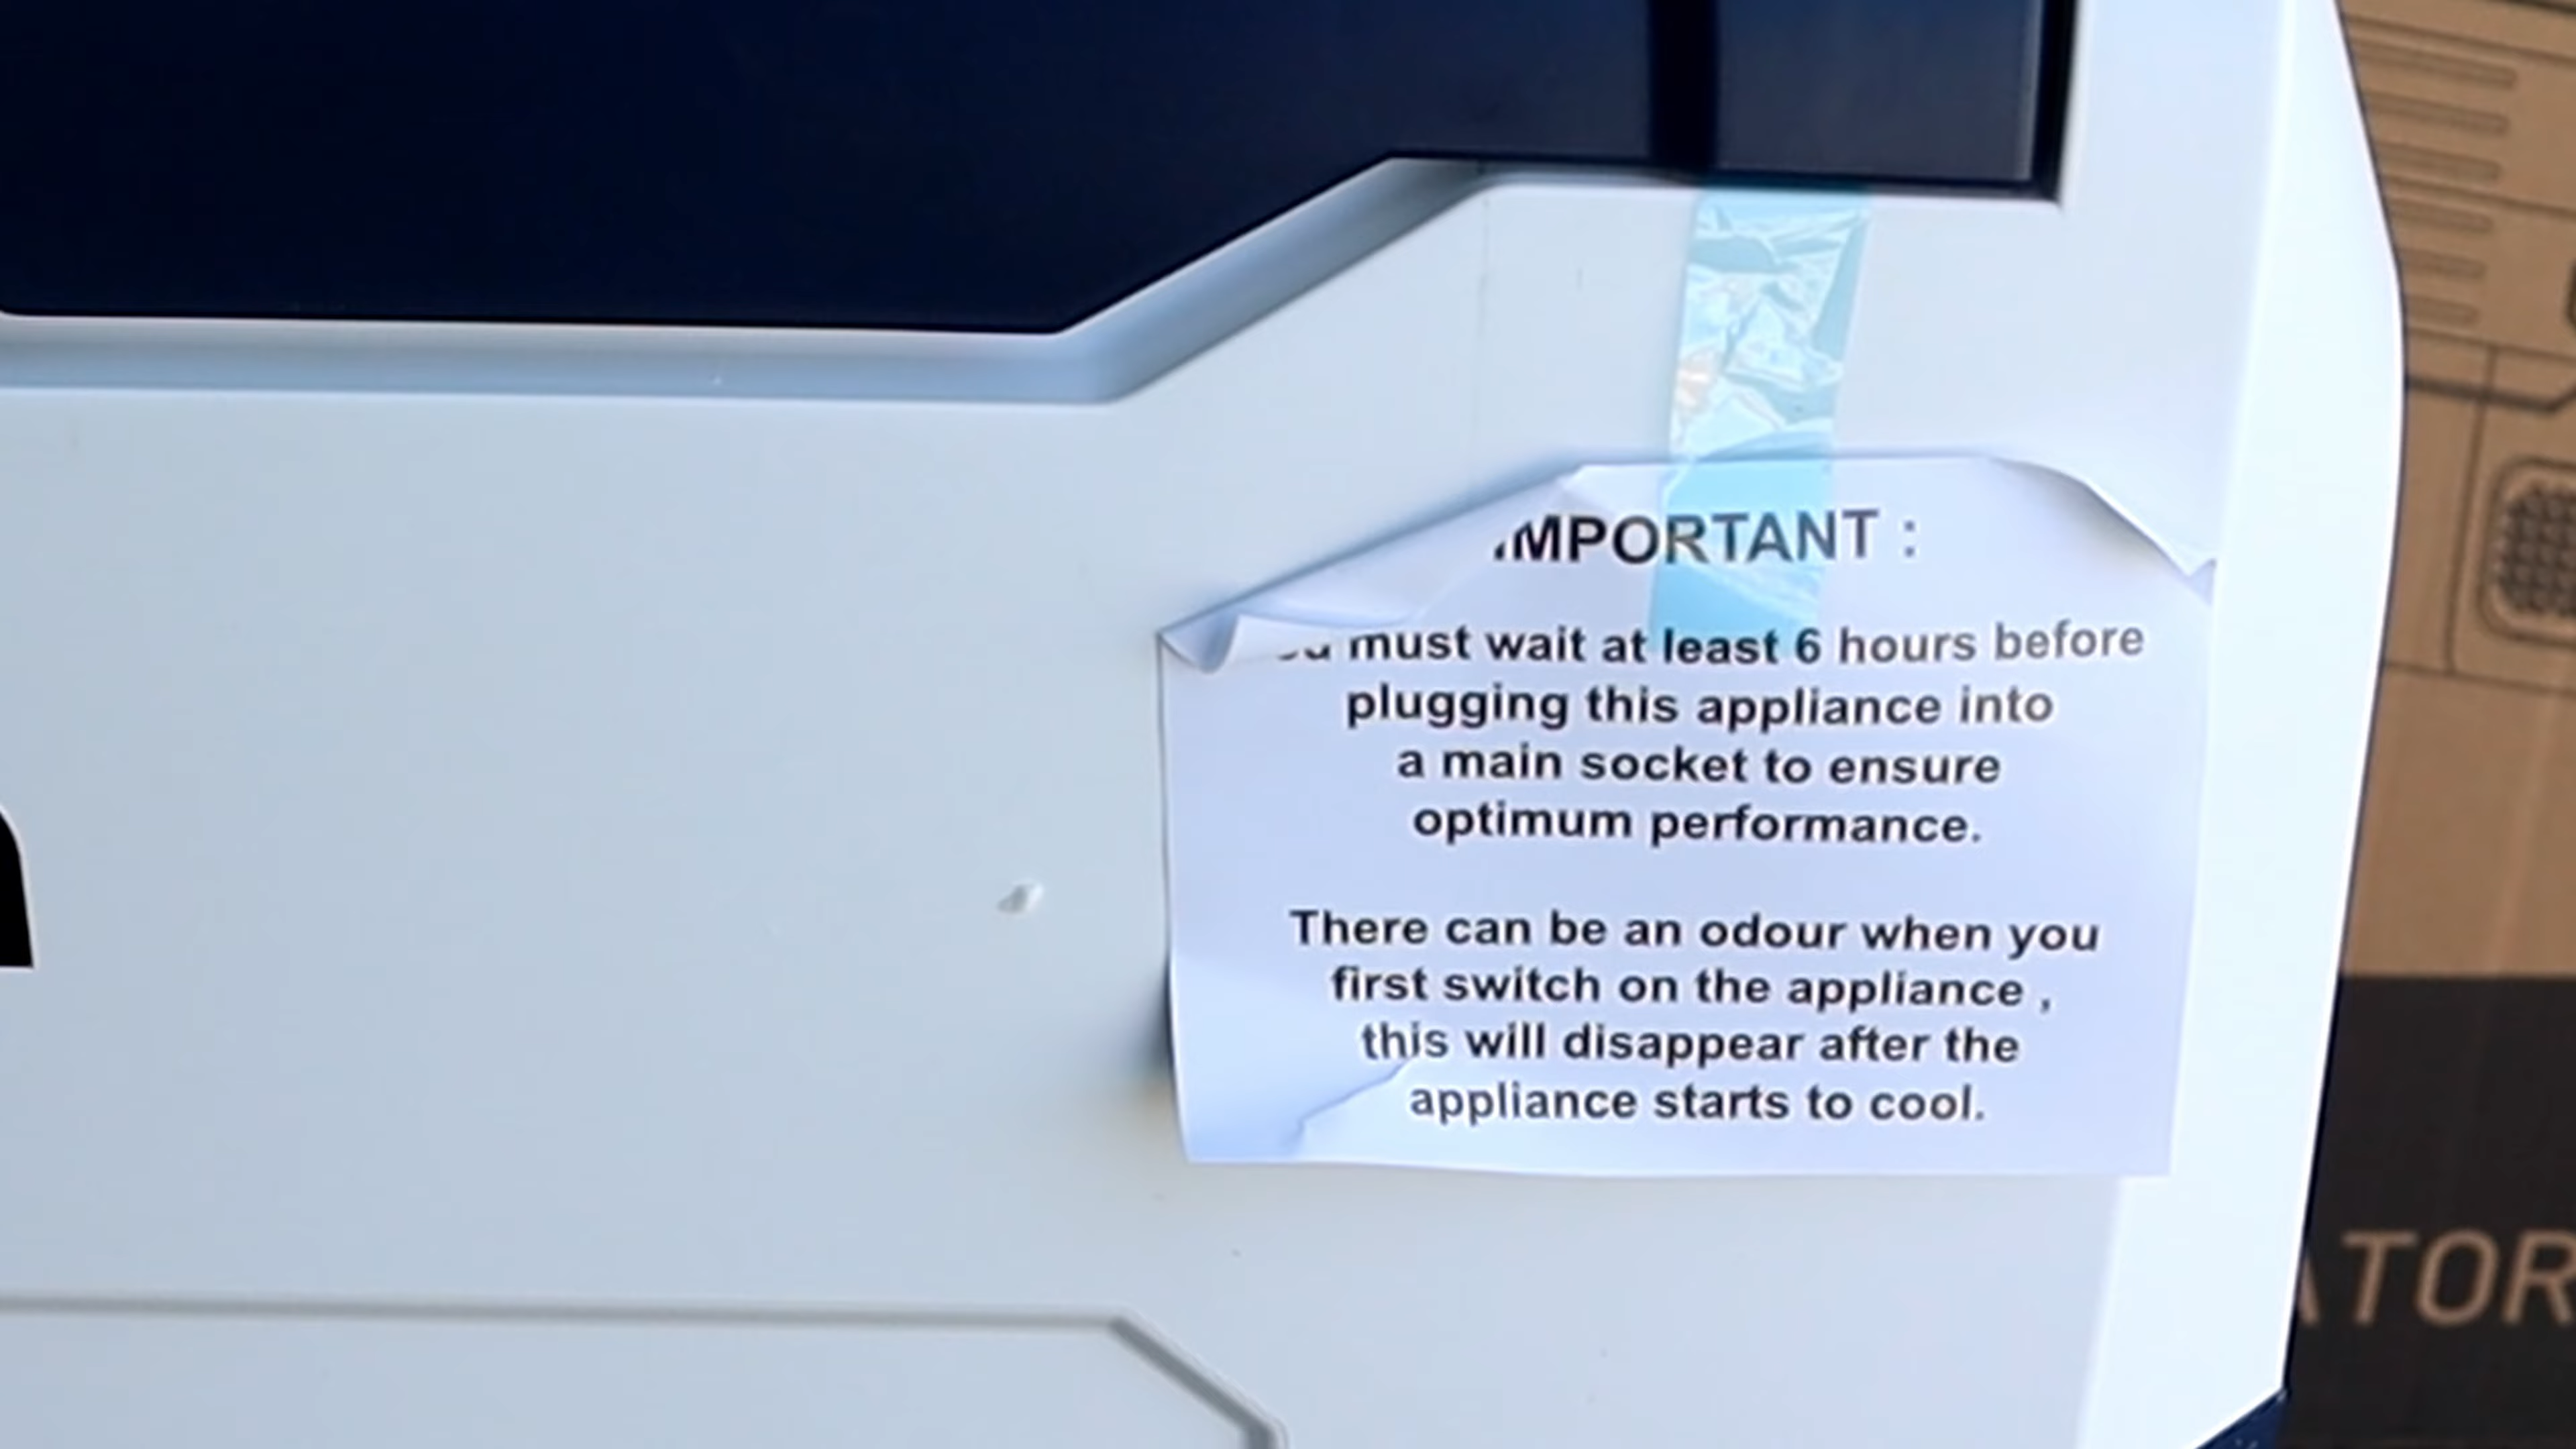 IMPORTANT :
must wait at least 6 hours before
plugging this appliance into
a main socket to ensure
optimum performance.
There can be an odour when you
first switch on the appliance ,
this will disappear after the
appliance starts to cool.
ATOR